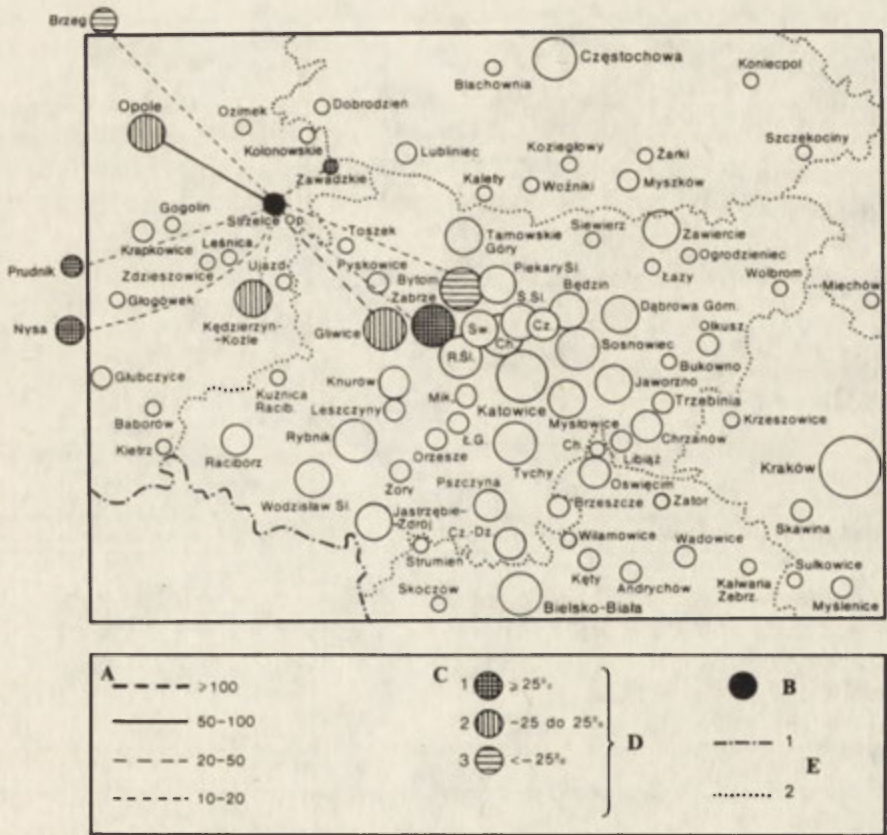 Brzeg
Częstochowa
Blachownia
Koniecpol
Opole
Ozimek
Dobrodzień
Kolonowskie
Lubliniec
Koziegłowy
Żarki
Szczekociny
Zawadzkie
Kalety
Woźniki
Myszków
Strzelce Op.
Gogolin
Krapkowice
Leśnica
Toszek
Tarnowskie
Góry
Siewierz
Zawiercie
Ogrodzieniec
Prudnik
Zdzieszowice
Ujazd
Pyskowice
Bytom
Piekary Śl.
Łazy
Wolbrom
Miechów
Głogówek
Zabrze
Ś.Śl.
Będzin
Dąbrowa Górn.
Nysa
Kędzierzyn-
-Koźle
Gliwice
Św.
Ch.
Cz.
Sosnowiec
Olkusz
R.Śl.
Bukowno
Głubczyce
Kuźnia
Racib.
Knurów
Mik.
Katowice
Jaworzno
Trzebinia
Leszczyny
Baborów
Mysłowice
Krzeszowice
Kietrz
Racibórz
Rybnik
Orzesze
Ł.G.
Tychy
Ch.
Libiąż
Chrzanów
Kraków
Wodzisław Śl.
Żory
Pszczyna
Oświęcim
Jastrzębie-
-Zdrój
Brzeszcze
Zator
Skawina
Cz.-Dz.
Strumień
Wilamowice
Wadowice
Kęty
Andrychów
Kalwaria
Zebrz.
Sułkowice
Skoczów
Bielsko-Biała
Myślenice
A
≥100
50-100
20-50
10-20
C
1 ≥25%
2 -25 do 25%
3 <-25%
D
B
1
2
E